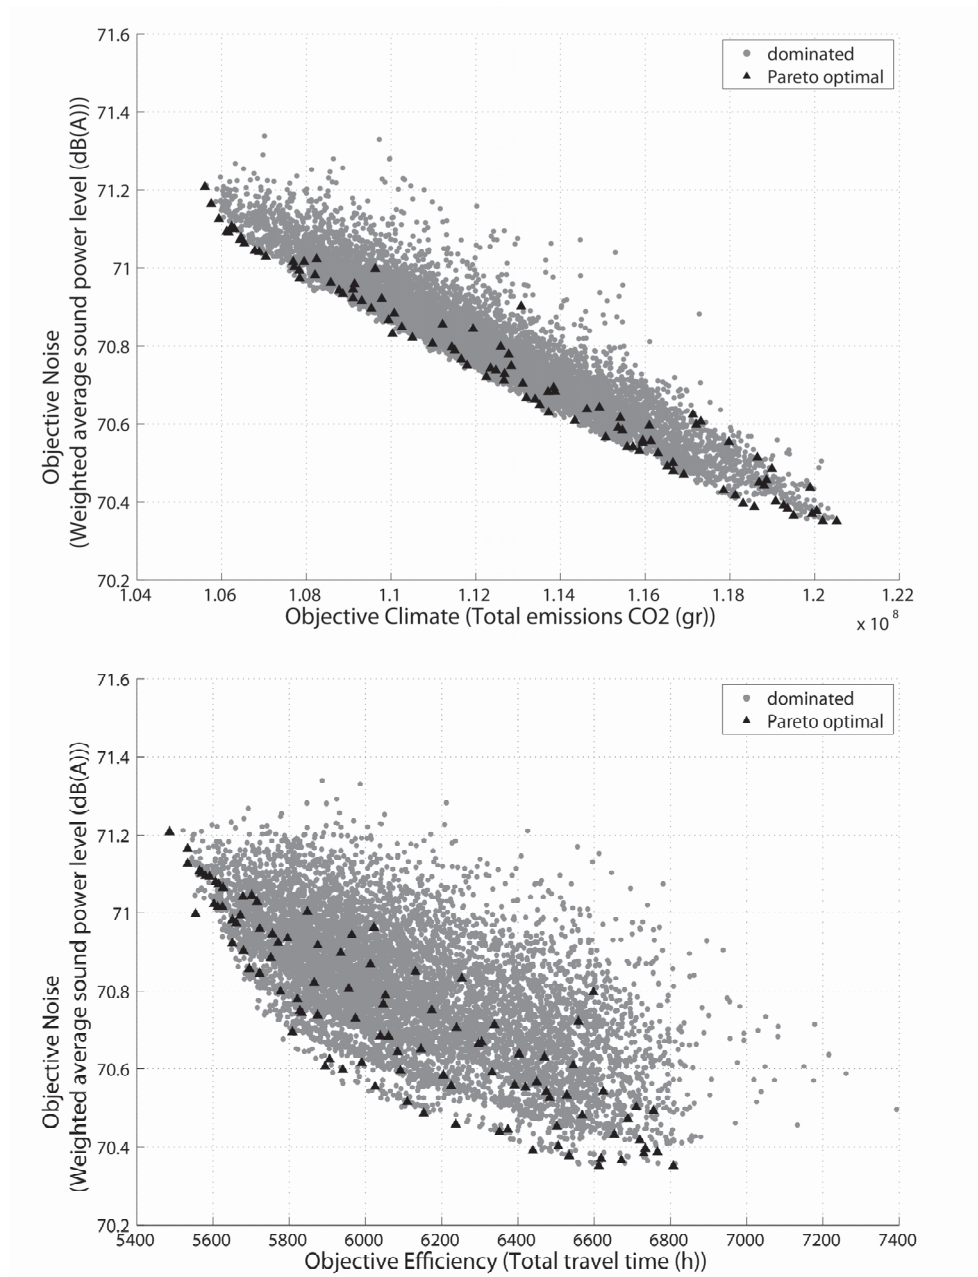 71.6
dominated
Pareto optimal
71.4
71.2
71
70.8
70.6
70.4
70.2
Objective Noise
(Weighted average sound power level (dB(A)))
1.04 1.06 1.08 1.1 1.12 1.14 1.16 1.18 1.2 1.22
Objective Climate (Total emissions CO2 (gr))
x 10^8
71.6
dominated
Pareto optimal
71.4
71.2
71
70.8
70.6
70.4
70.2
Objective Noise
(Weighted average sound power level (dB(A)))
5400 5600 5800 6000 6200 6400 6600 6800 7000 7200 7400
Objective Efficiency (Total travel time (h))